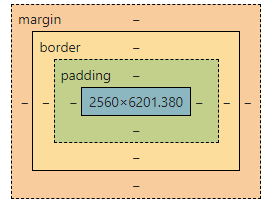 margin –
border –
padding –
– – – 2560×6201.380 – – –
–
–
–